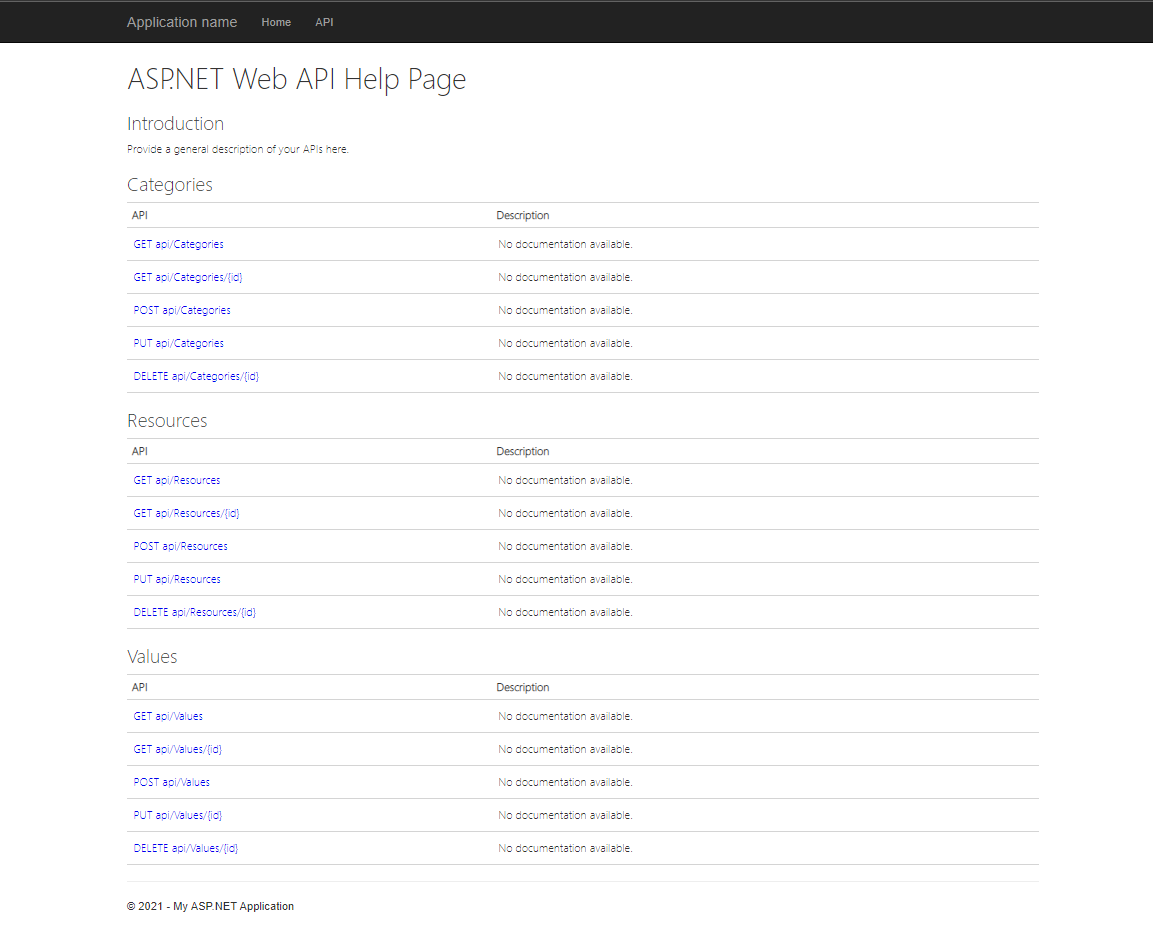 Application name Home API
ASP.NET Web API Help Page
Introduction
Provide a general description of your APIs here.
Categories
API Description
GET api/Categories No documentation available.
GET api/Categories/{id} No documentation available.
POST api/Categories No documentation available.
PUT api/Categories No documentation available.
DELETE api/Categories/{id} No documentation available.
Resources
API Description
GET api/Resources No documentation available.
GET api/Resources/{id} No documentation available.
POST api/Resources No documentation available.
PUT api/Resources No documentation available.
DELETE api/Resources/{id} No documentation available.
Values
API Description
GET api/Values No documentation available.
GET api/Values/{id} No documentation available.
POST api/Values No documentation available.
PUT api/Values/{id} No documentation available.
DELETE api/Values/{id} No documentation available.
© 2021 - My ASP.NET Application